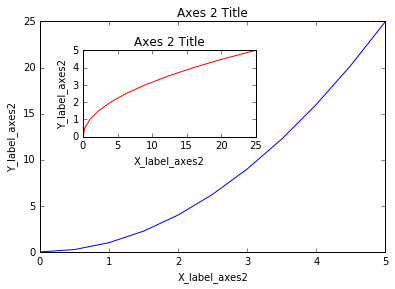 Axes 2 Title
25
20
15
10
5
0
Y_label_axes2
Axes 2 Title
5
4
3
2
1
0
Y_label_axes2
0 5 10 15 20 25
X_label_axes2
0 1 2 3 4 5
X_label_axes2